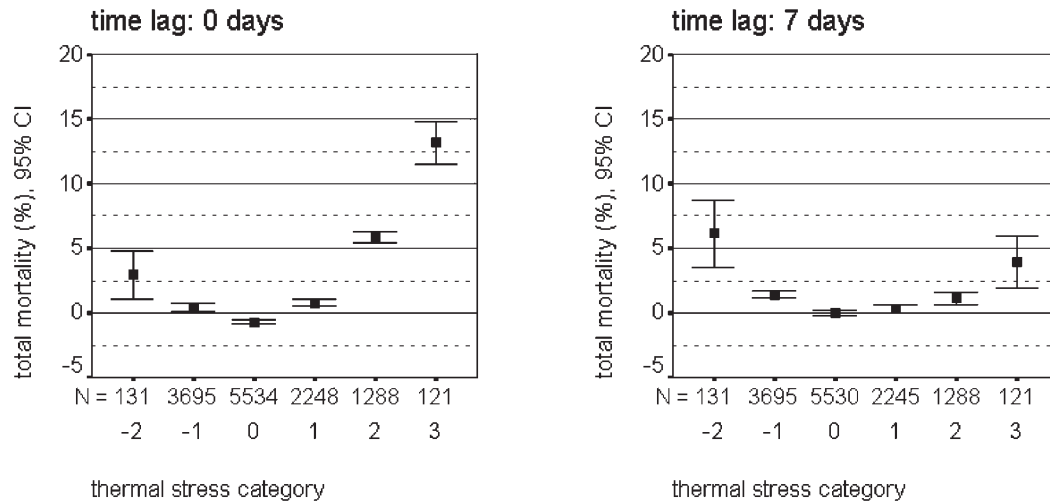 time lag: 0 days
total mortality (%), 95% CI
20
15
10
5
0
-5
N = 131 3695 5534 2248 1288 121
-2 -1 0 1 2 3
thermal stress category
time lag: 7 days
total mortality (%), 95% CI
20
15
10
5
0
-5
N = 131 3695 5530 2245 1288 121
-2 -1 0 1 2 3
thermal stress category